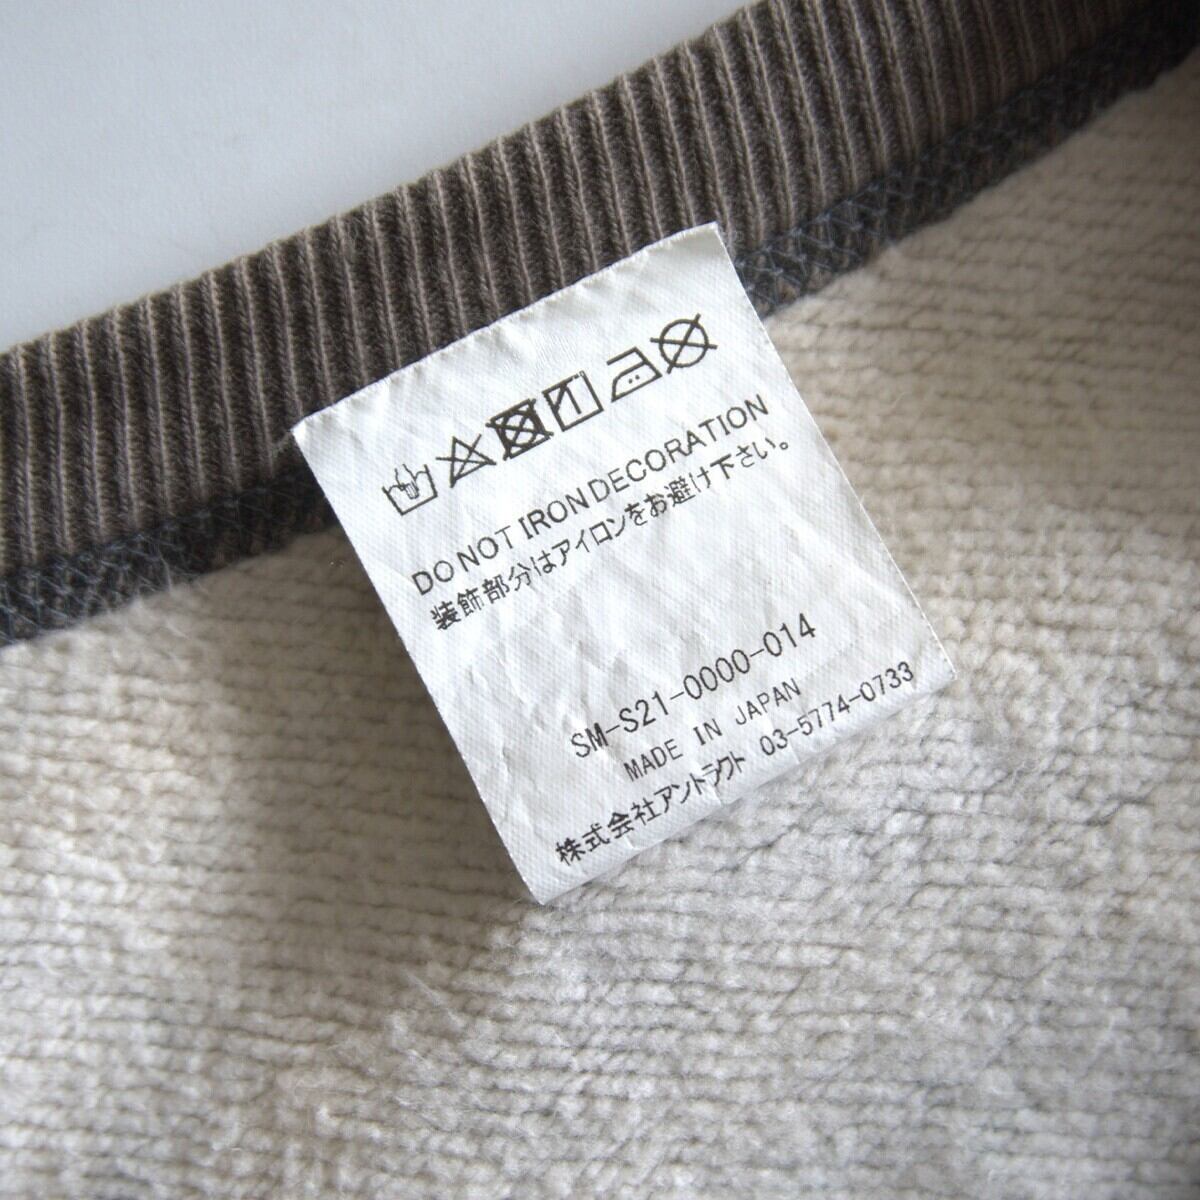 DO NOT IRON DECORATION
装飾部分はアイロンをお避け下さい。
SM-S21-0000-014
MADE IN JAPAN
株式会社アントラクト 03-5774-0733